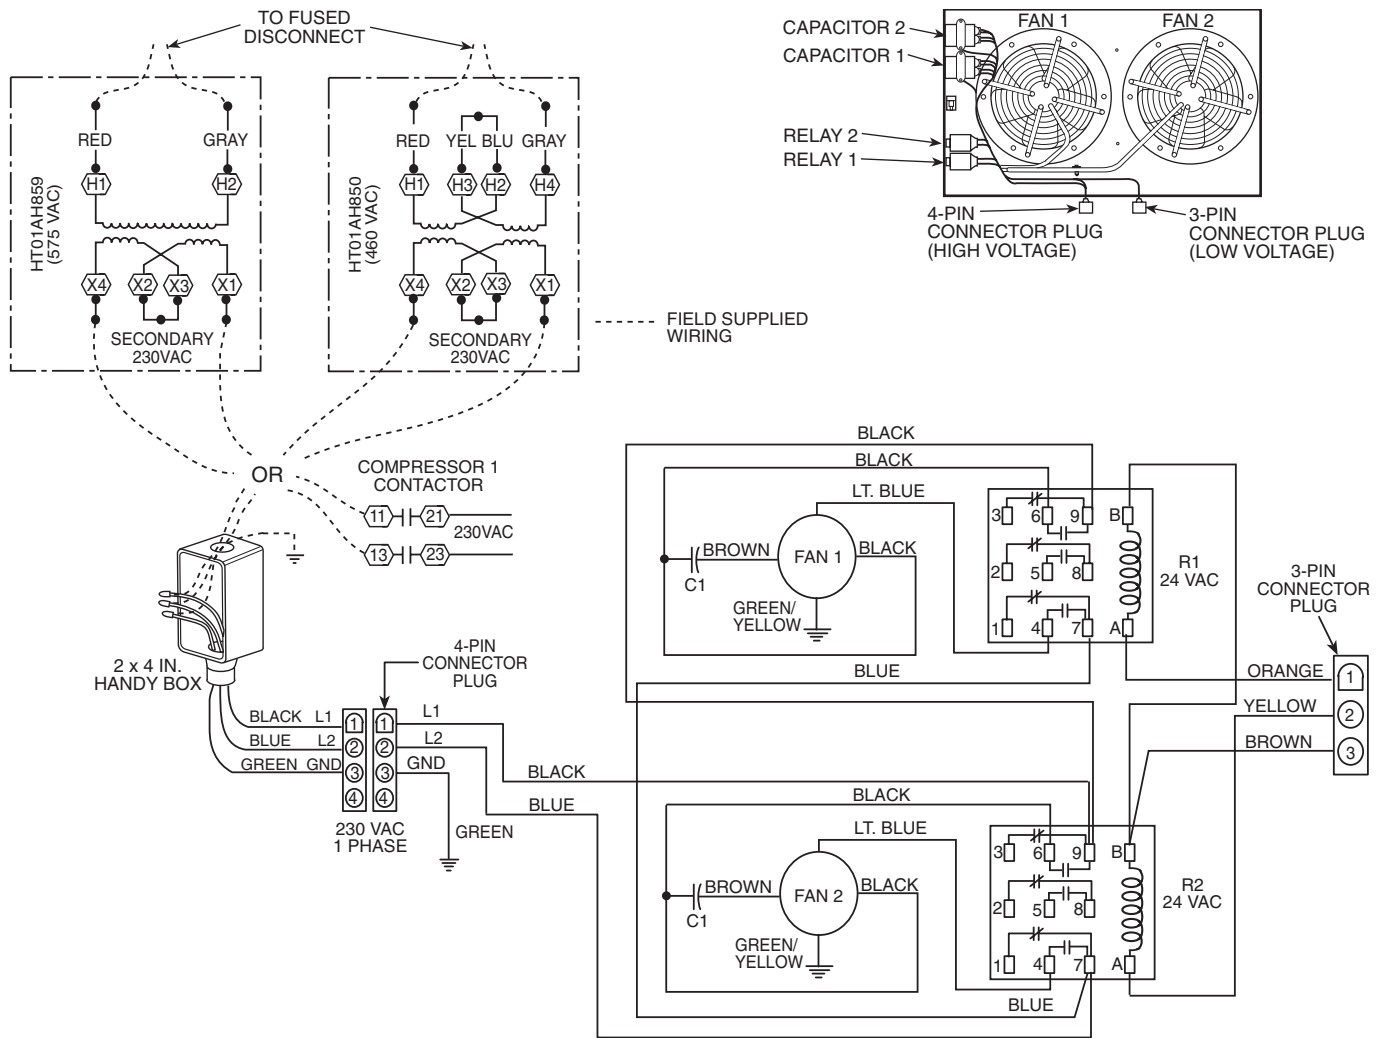 TO FUSED
DISCONNECT
RED
GRAY
H1
H2
HT01AH859
(575 VAC)
X4
X2
X3
X1
SECONDARY
230VAC
RED
YEL
BLU
GRAY
H1
H3
H2
H4
HT01AH850
(460 VAC)
X4
X2
X3
X1
SECONDARY
230VAC
FIELD SUPPLIED
WIRING
CAPACITOR 2
CAPACITOR 1
RELAY 2
RELAY 1
FAN 1
FAN 2
4-PIN
CONNECTOR PLUG
(HIGH VOLTAGE)
3-PIN
CONNECTOR PLUG
(LOW VOLTAGE)
OR
COMPRESSOR 1
CONTACTOR
11
21
230VAC
13
23
2 x 4 IN.
HANDY BOX
4-PIN
CONNECTOR
PLUG
BLACK L1
BLUE L2
GREEN GND
1
2
3
4
1
2
3
4
L1
L2
GND
230 VAC
1 PHASE
GREEN
BLACK
BLUE
BLACK
BLACK
LT. BLUE
BROWN
C1
FAN 1
BLACK
GREEN/
YELLOW
BLUE
3
6
9
B
2
5
8
1
4
7
A
R1
24 VAC
3-PIN
CONNECTOR
PLUG
ORANGE
YELLOW
BROWN
1
2
3
BLACK
LT. BLUE
BROWN
C1
FAN 2
BLACK
GREEN/
YELLOW
BLUE
3
6
9
B
2
5
8
1
4
7
A
R2
24 VAC